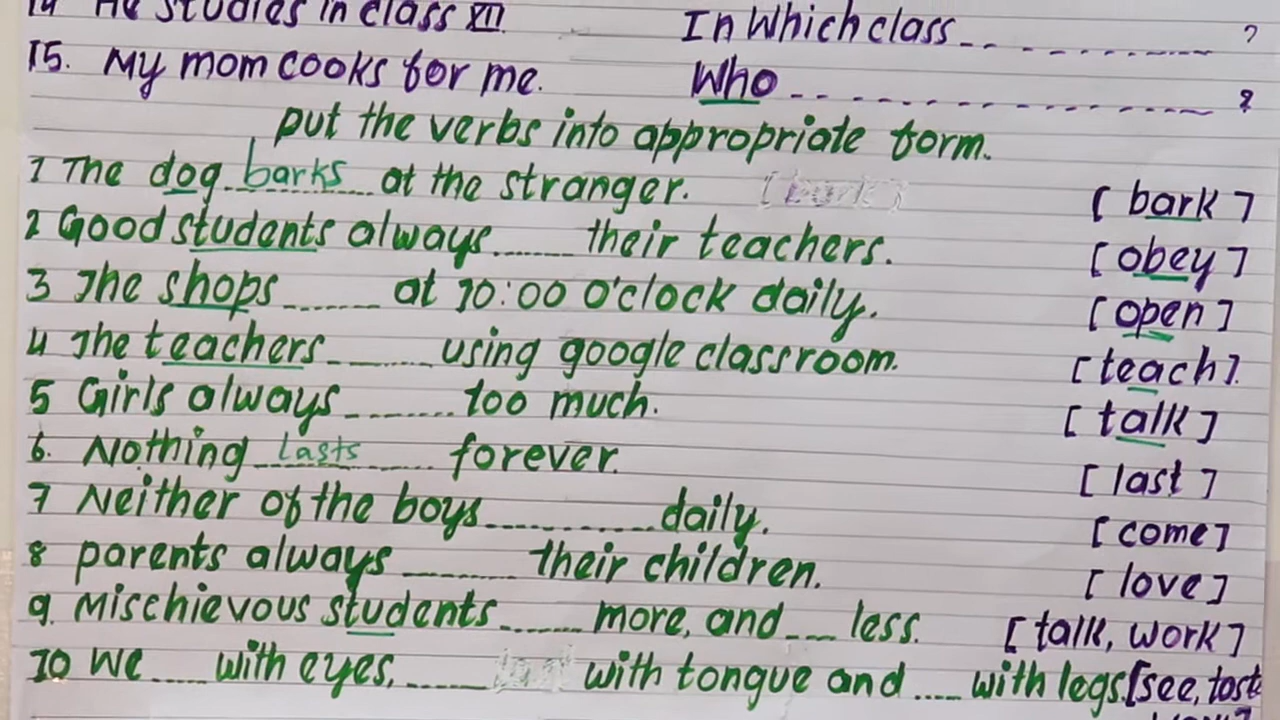 14 He studies in class XII. In Which class ............ ?
15. My mom cooks for me. Who ............ ?
put the verbs into appropriate form.
1 The dog barks at the stranger. [bark]
2 Good students always ...... their teachers. [obey]
3 The shops ...... at 10:00 o'clock daily. [open]
4 The teachers ...... using google classroom. [teach].
5 Girls always ...... too much. [talk]
6. Nothing lasts forever. [last]
7 Neither of the boys ...... daily. [come]
8 parents always ...... their children. [love]
9. Mischievous students ...... more, and ... less. [talk, work]
10 We .... with eyes, ...... with tongue and .... with legs. [see,